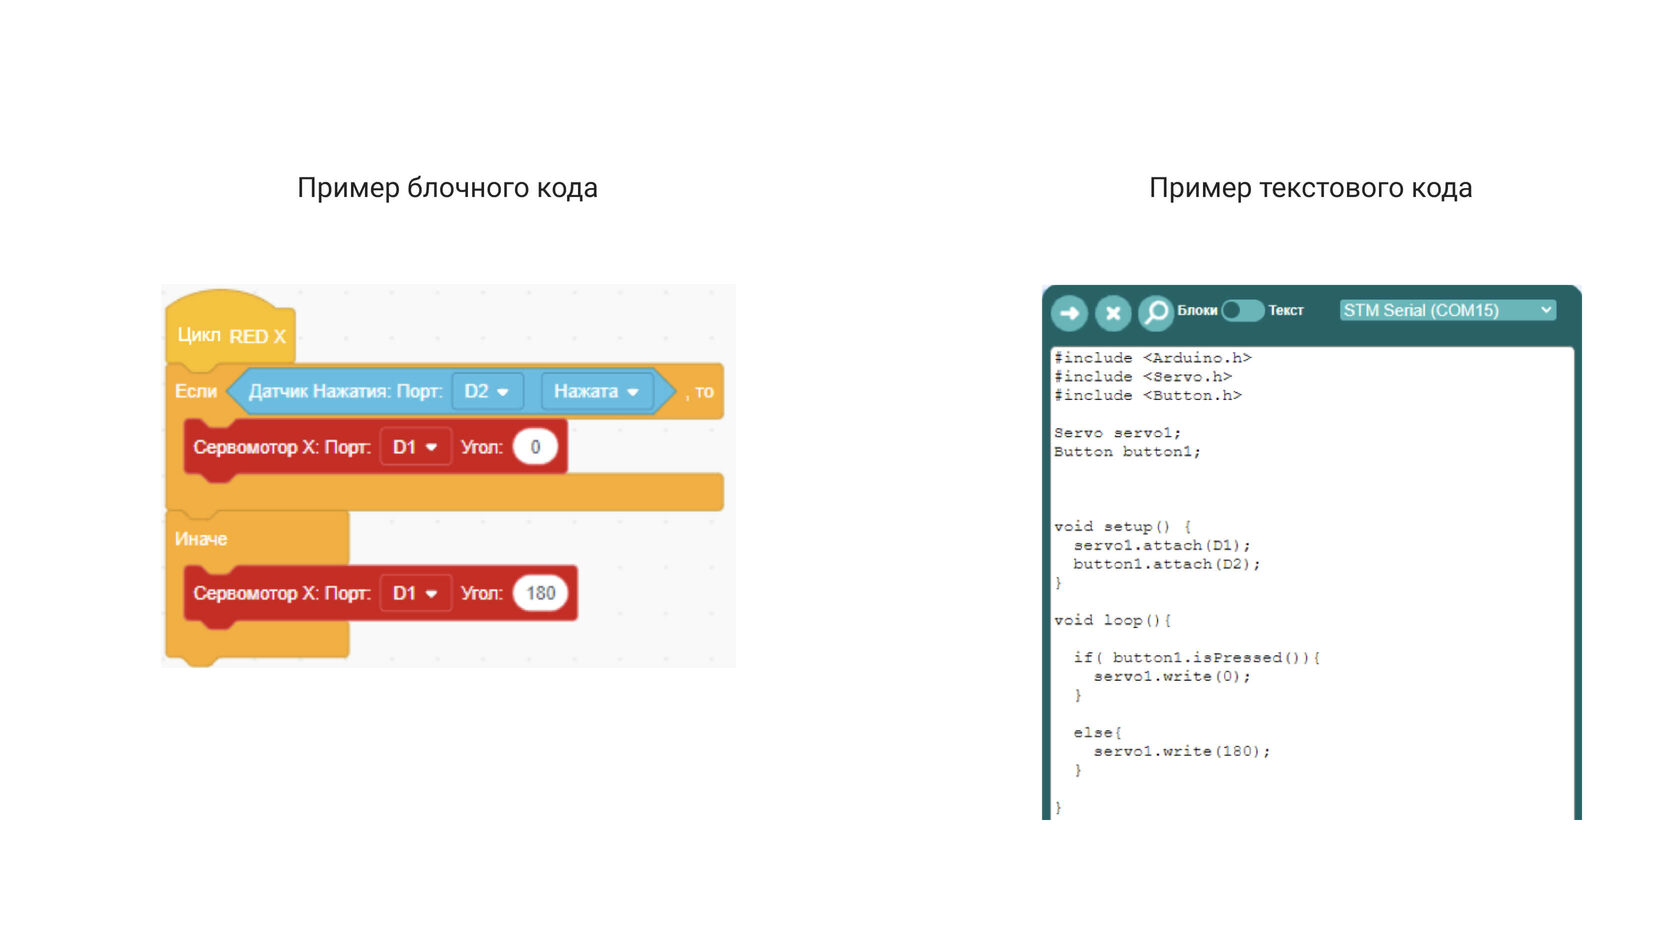 Пример блочного кода
Цикл RED X
Если Датчик Нажатия: Порт: D2 Нажата , то
Сервомотор X: Порт: D1 Угол: 0
Иначе
Сервомотор X: Порт: D1 Угол: 180
Пример текстового кода
Блоки Текст STM Serial (COM15)
#include <Arduino.h>
#include <Servo.h>
#include <Button.h>
Servo servo1;
Button button1;
void setup() {
servo1.attach(D1);
button1.attach(D2);
}
void loop(){
if( button1.isPressed()){
servo1.write(0);
}
else{
servo1.write(180);
}
}